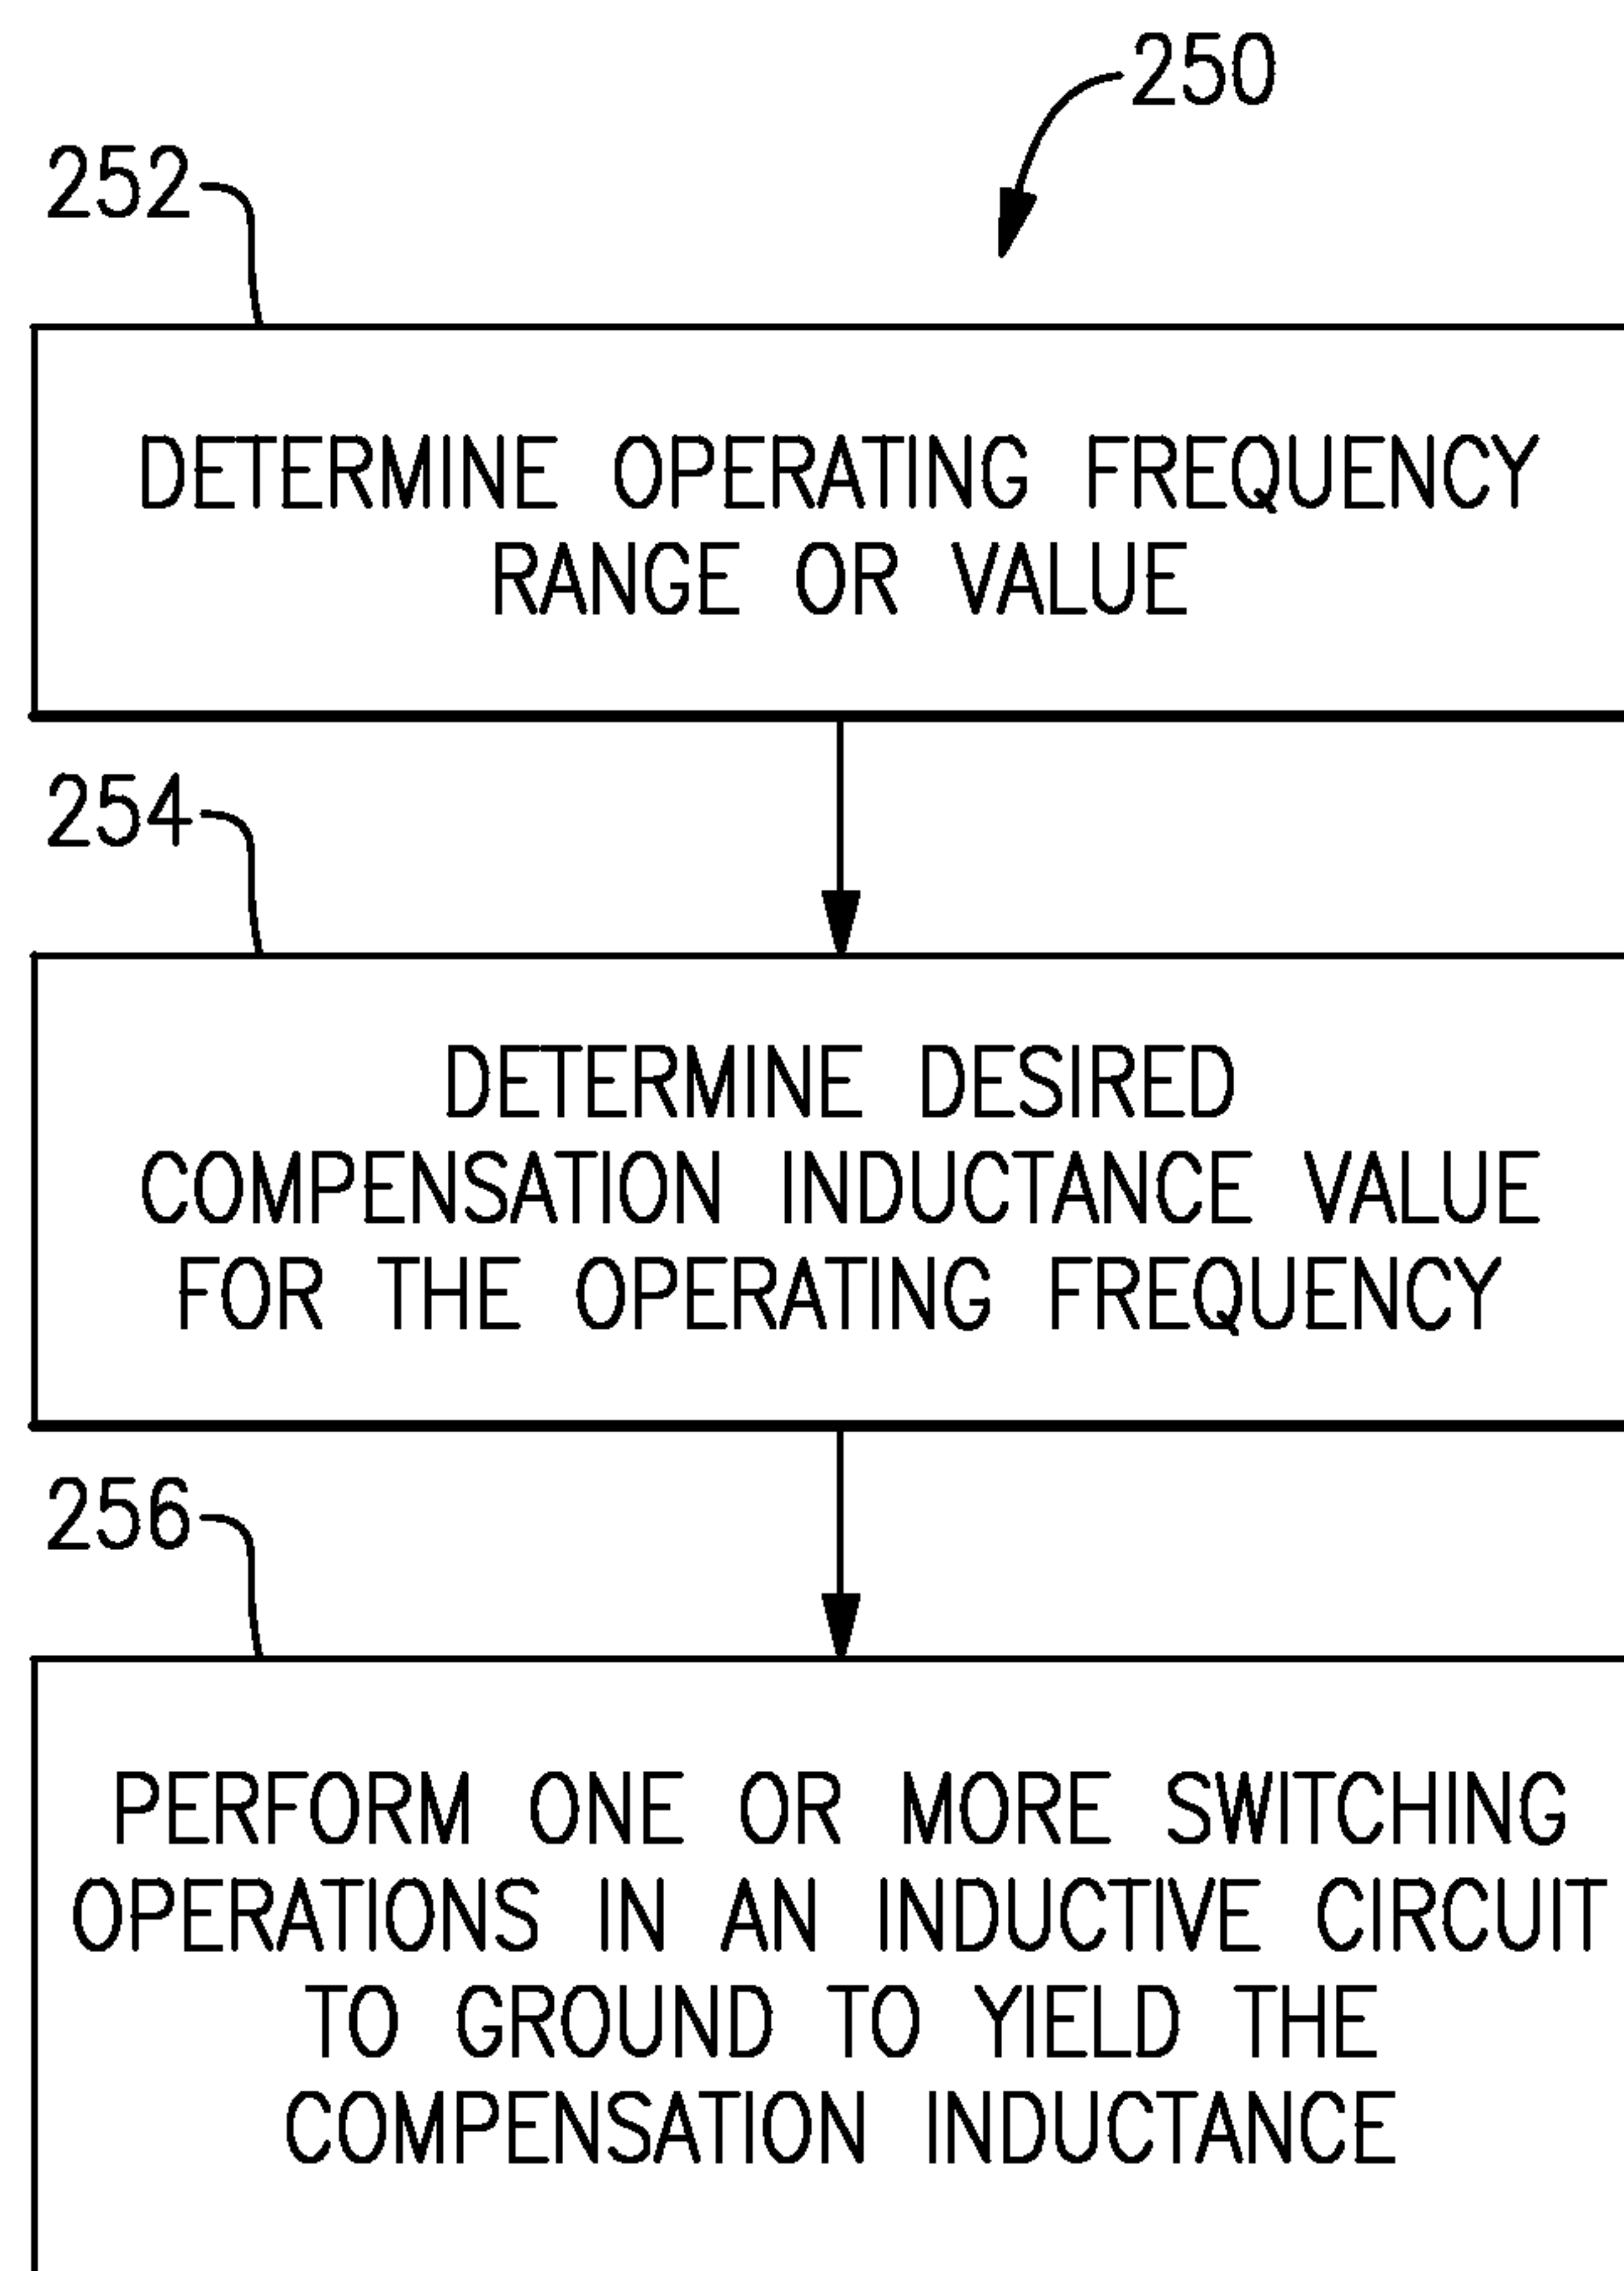 250
252
DETERMINE OPERATING FREQUENCY
RANGE OR VALUE
254
DETERMINE DESIRED
COMPENSATION INDUCTANCE VALUE
FOR THE OPERATING FREQUENCY
256
PERFORM ONE OR MORE SWITCHING
OPERATIONS IN AN INDUCTIVE CIRCUIT
TO GROUND TO YIELD THE
COMPENSATION INDUCTANCE